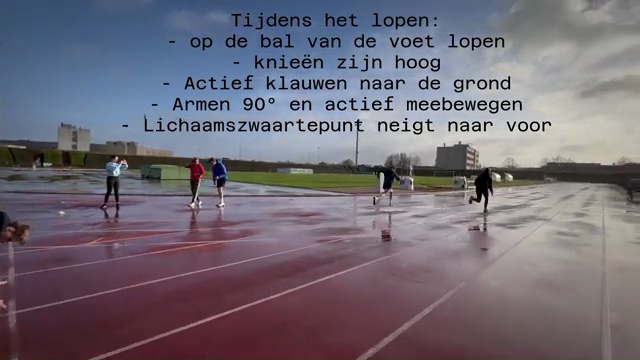 Tijdens het lopen:
- op de bal van de voet lopen
- knieën zijn hoog
- Actief klauwen naar de grond
- Armen 90º en actief meebewegen
- Lichaamszwaartepunt neigt naar voor